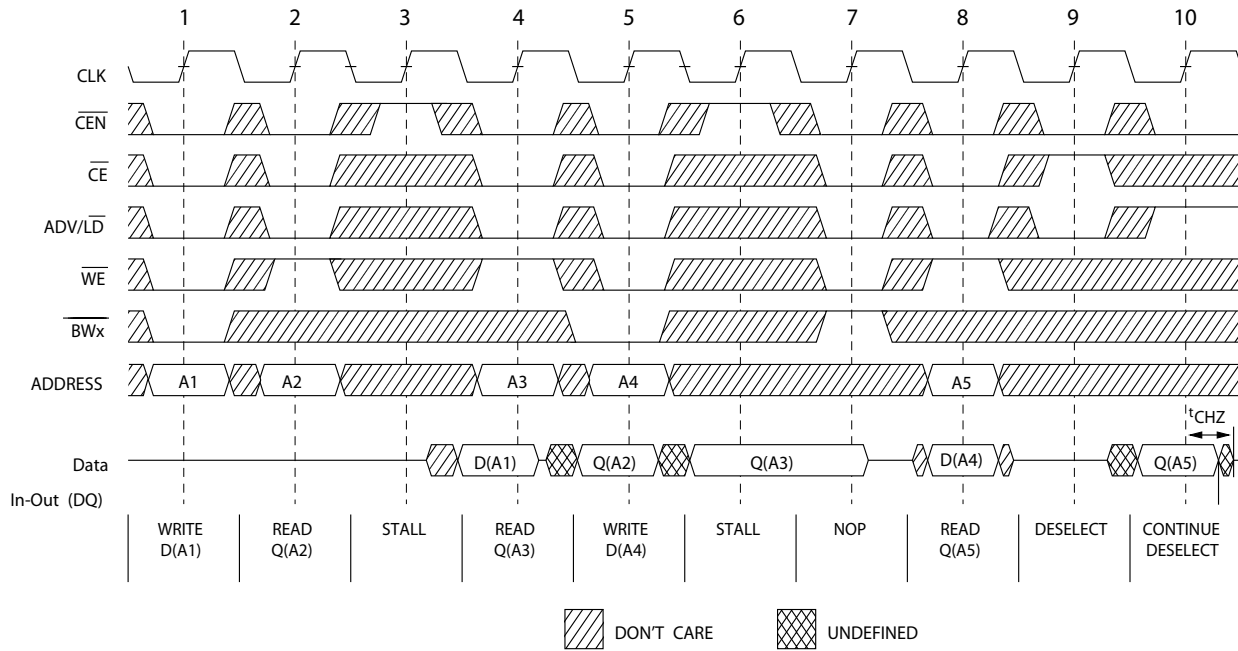 1 2 3 4 5 6 7 8 9 10
CLK
CEN
CE
ADV/LD
WE
BWx
ADDRESS A1 A2 A3 A4 A5
tCHZ
Data D(A1) Q(A2) Q(A3) D(A4) Q(A5)
In-Out (DQ)
WRITE READ STALL READ WRITE STALL NOP READ DESELECT CONTINUE
D(A1) Q(A2) Q(A3) D(A4) Q(A5) DESELECT
DON'T CARE UNDEFINED